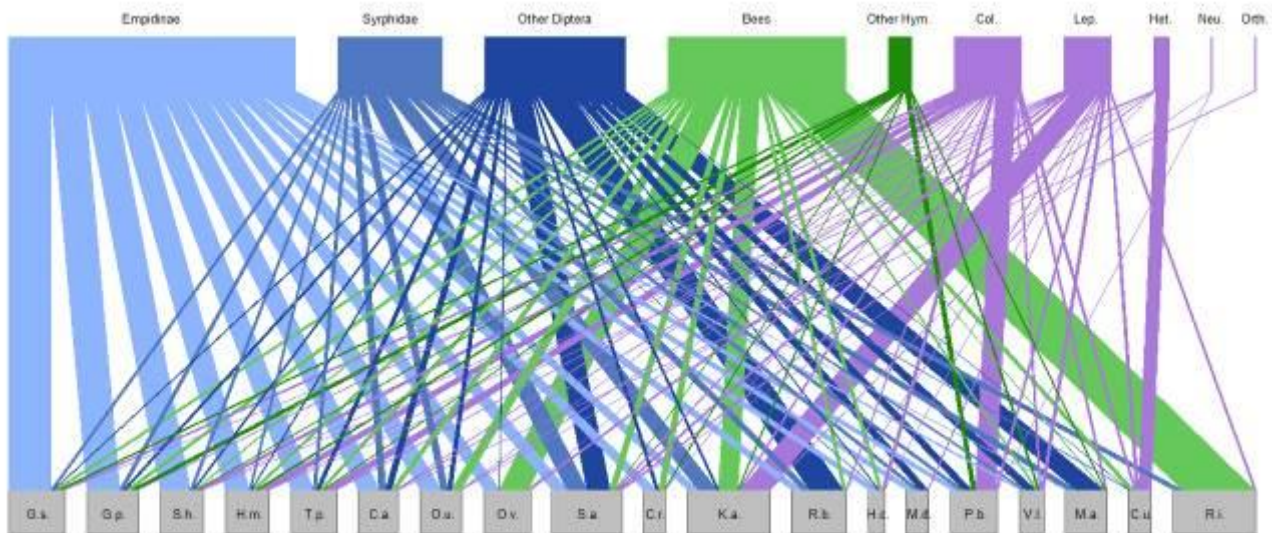 Empidinae Syrphidae Other Diptera Bees Other Hym. Col. Lep. Het. Neu. Orth.
G.s. G.p. S.h. H.m. T.p. C.a. O.u. O.v. S.a. C.r. K.a. R.b. H.c. M.d. P.b. V.l. M.a. C.u. R.i.